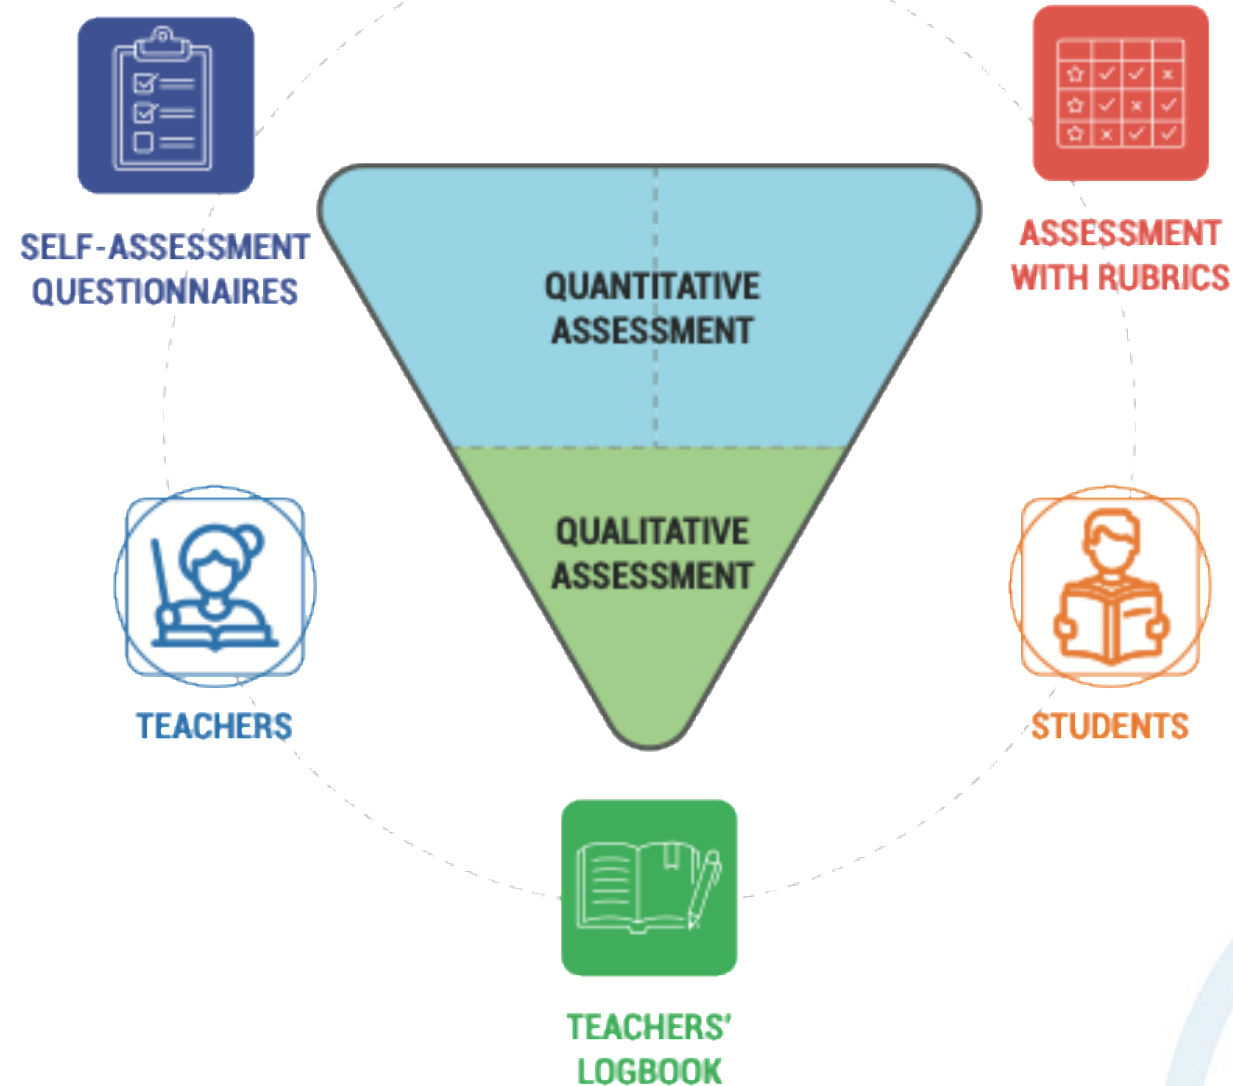 SELF-ASSESSMENT
QUESTIONNAIRES
ASSESSMENT
WITH RUBRICS
QUANTITATIVE
ASSESSMENT
QUALITATIVE
ASSESSMENT
TEACHERS
STUDENTS
TEACHERS'
LOGBOOK